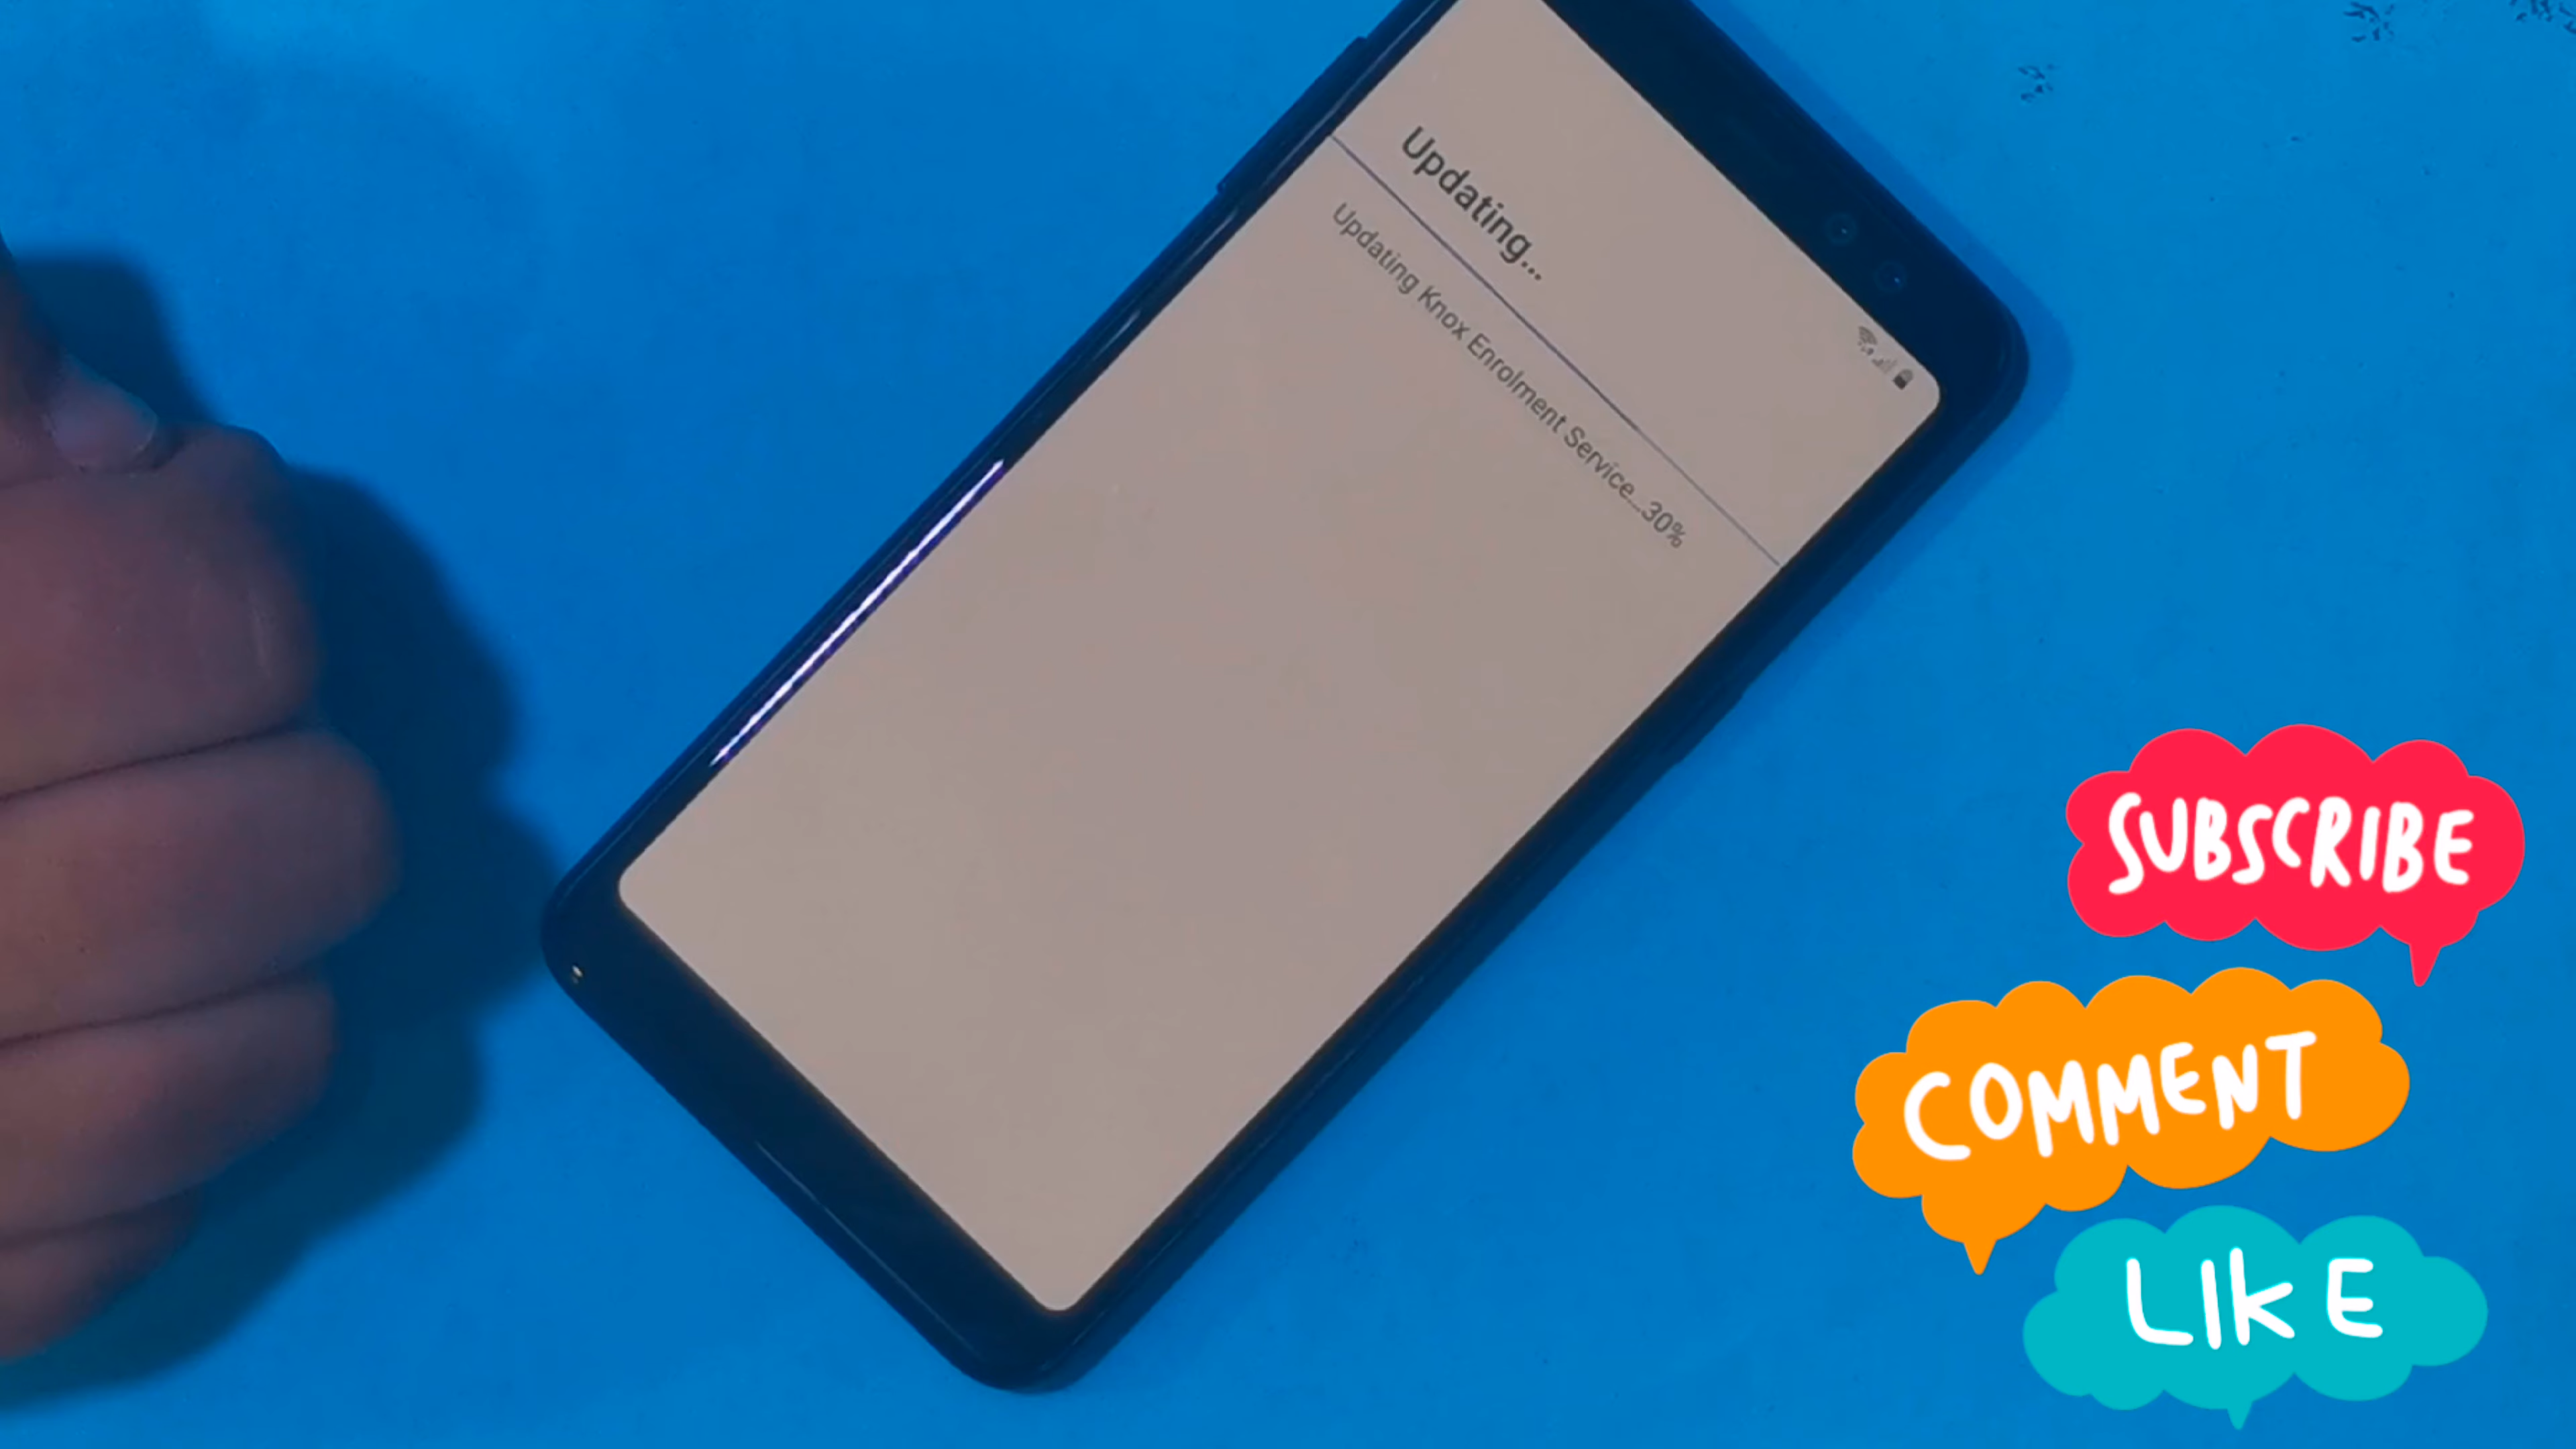 Updating...
Updating Knox Enrolment Service...30%
SUBSCRIBE
COMMENT
LIKE